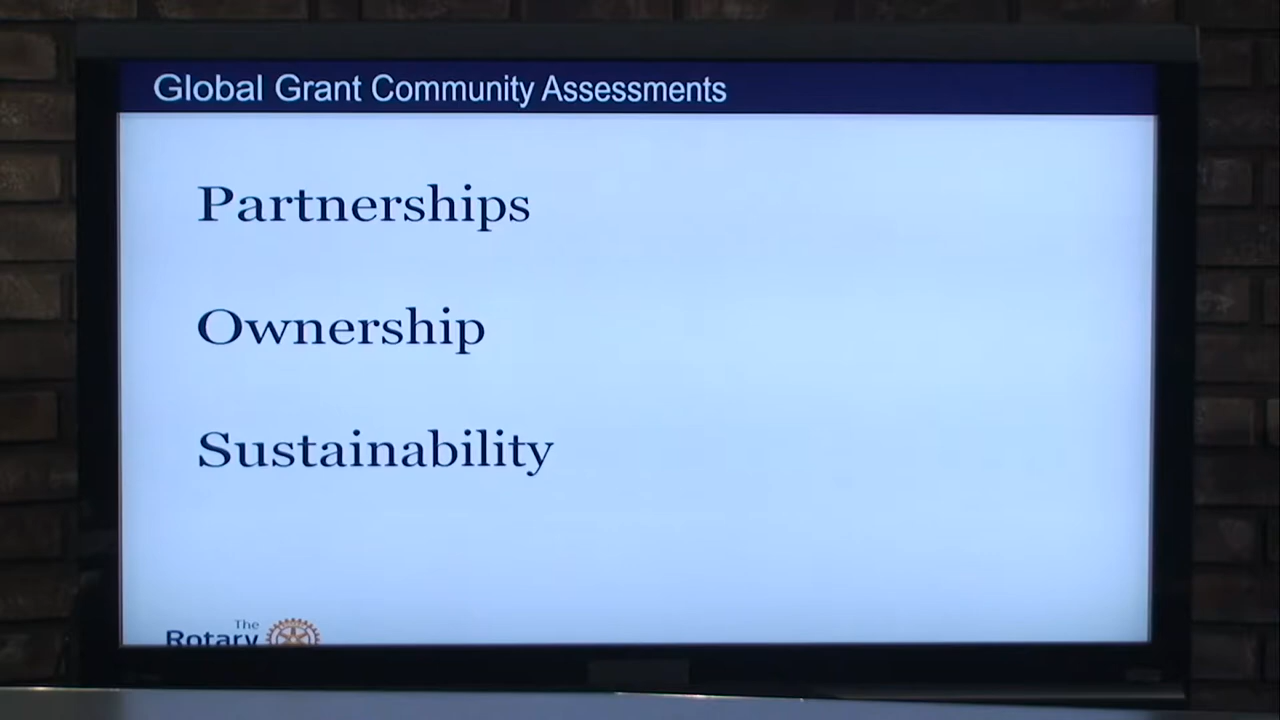 Global Grant Community Assessments
Partnerships
Ownership
Sustainability
The
Rotary